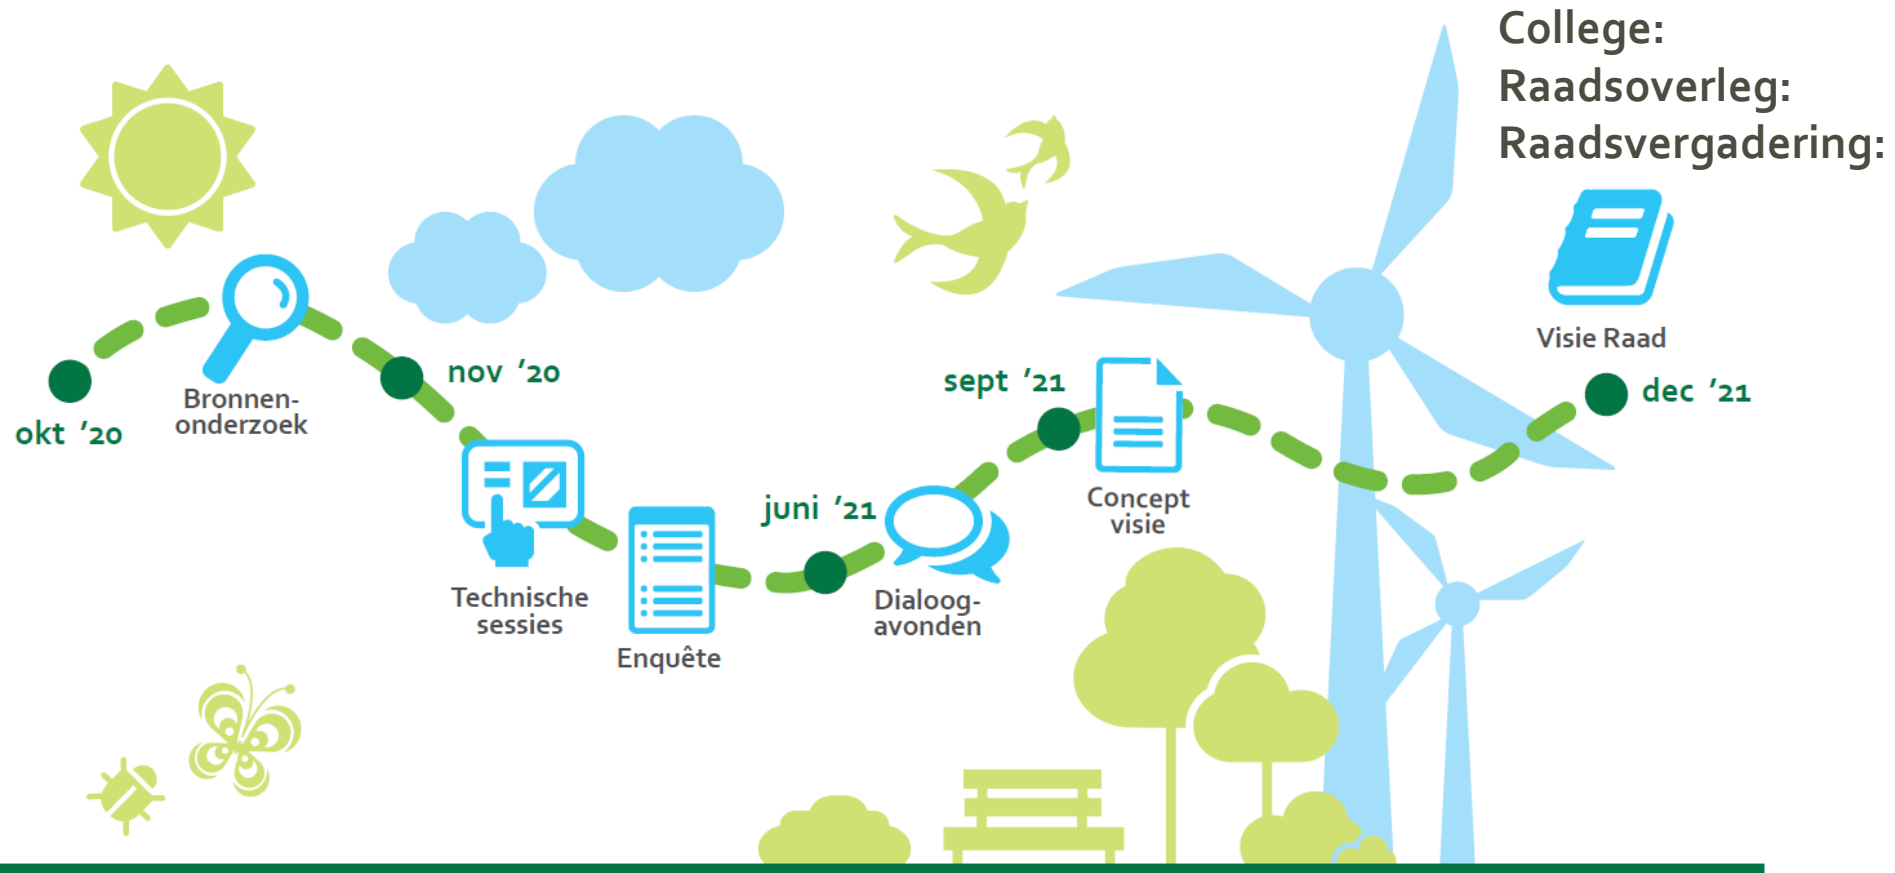 College:
Raadsoverleg:
Raadsvergadering:
Visie Raad
dec '21
nov '20
sept '21
Bronnen-
onderzoek
okt '20
Concept
visie
juni '21
Technische
sessies
Dialoog-
avonden
Enquête